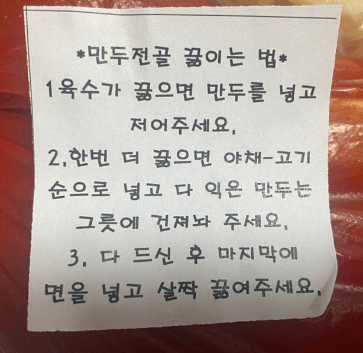 *만두전골 끓이는 법*
1육수가 끓으면 만두를 넣고
저어주세요.
2.한번 더 끓으면 야채-고기
순으로 넣고 다 익은 만두는
그릇에 건져놔 주세요.
3. 다 드신 후 마지막에
면을 넣고 살짝 끓여주세요.